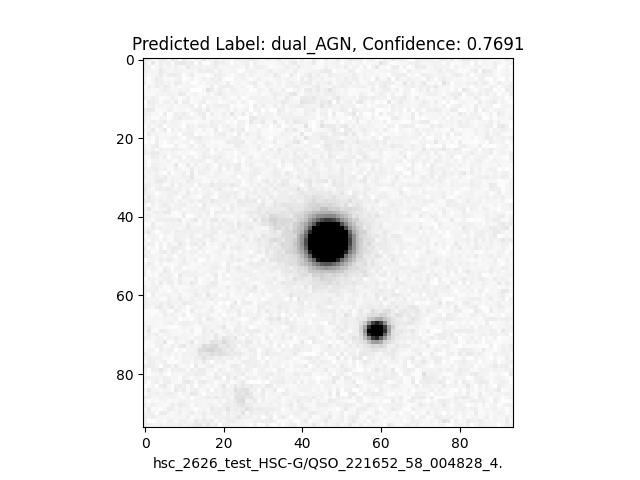 Predicted Label: dual_AGN, Confidence: 0.7691
0
20
40
60
80
0 20 40 60 80
hsc_2626_test_HSC-G/QSO_221652_58_004828_4.